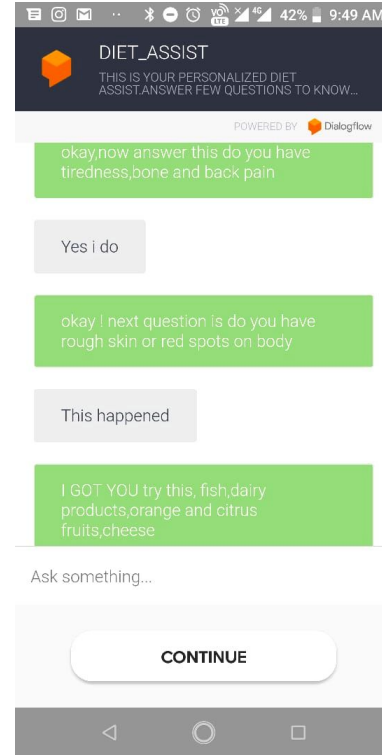 VO
LTE
4G
42%
9:49 AM
DIET_ASSIST
THIS IS YOUR PERSONALIZED DIET
ASSIST.ANSWER FEW QUESTIONS TO KNOW...
POWERED BY Dialogflow
okay,now answer this do you have
tiredness,bone and back pain
Yes i do
okay ! next question is do you have
rough skin or red spots on body
This happened
I GOT YOU try this, fish,dairy
products,orange and citrus
fruits,cheese
Ask something...
CONTINUE